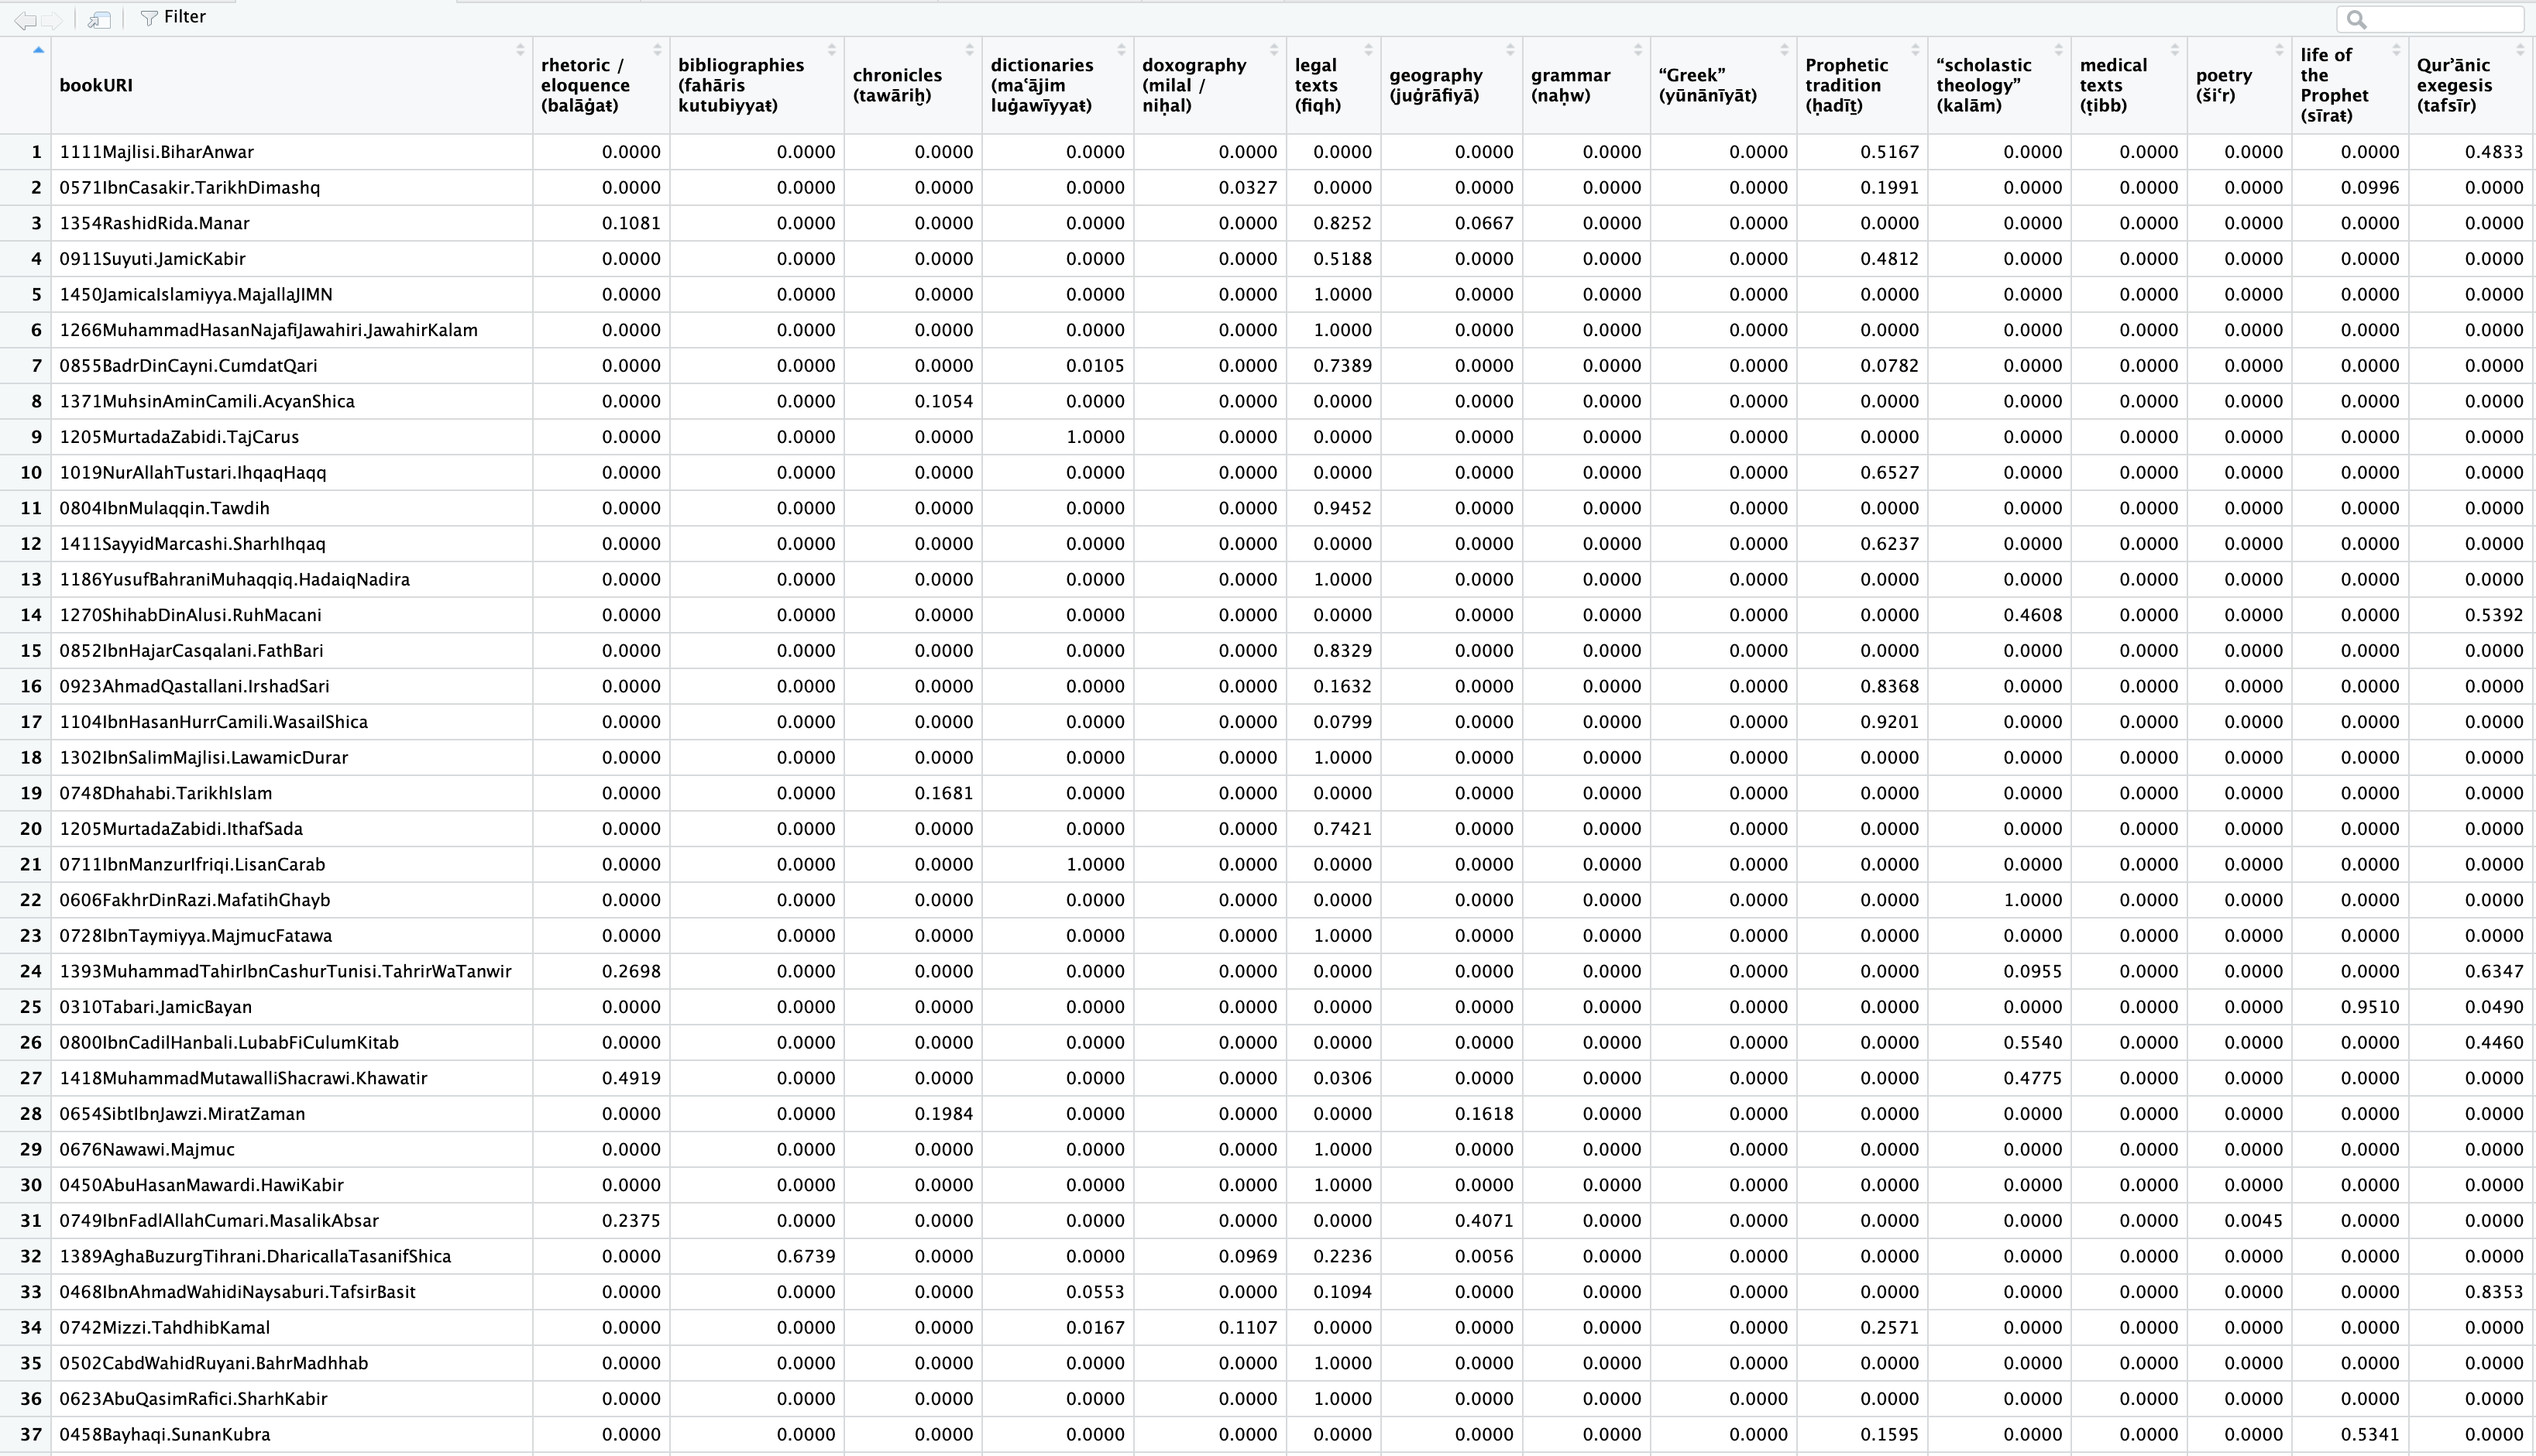 Filter
bookURI rhetoric / eloquence (balāġaŧ) bibliographies (fahāris kutubiyyaŧ) chronicles (tawāriḫ) dictionaries (maʿājim luġawīyyaŧ) doxography (milal / niḥal) legal texts (fiqh) geography (juġrāfiyā) grammar (naḥw) “Greek” (yūnānīyāt) Prophetic tradition (ḥadīṯ) “scholastic theology” (kalām) medical texts (ṭibb) poetry (šiʿr) life of the Prophet (sīraŧ) Qurʾānic exegesis (tafsīr)
1 1111Majlisi.BiharAnwar 0.0000 0.0000 0.0000 0.0000 0.0000 0.0000 0.0000 0.0000 0.0000 0.5167 0.0000 0.0000 0.0000 0.0000 0.4833
2 0571IbnCasakir.TarikhDimashq 0.0000 0.0000 0.0000 0.0000 0.0327 0.0000 0.0000 0.0000 0.0000 0.1991 0.0000 0.0000 0.0000 0.0996 0.0000
3 1354RashidRida.Manar 0.1081 0.0000 0.0000 0.0000 0.0000 0.8252 0.0667 0.0000 0.0000 0.0000 0.0000 0.0000 0.0000 0.0000 0.0000
4 0911Suyuti.JamicKabir 0.0000 0.0000 0.0000 0.0000 0.0000 0.5188 0.0000 0.0000 0.0000 0.4812 0.0000 0.0000 0.0000 0.0000 0.0000
5 1450JamicaIslamiyya.MajallaJIMN 0.0000 0.0000 0.0000 0.0000 0.0000 1.0000 0.0000 0.0000 0.0000 0.0000 0.0000 0.0000 0.0000 0.0000 0.0000
6 1266MuhammadHasanNajafiJawahiri.JawahirKalam 0.0000 0.0000 0.0000 0.0000 0.0000 1.0000 0.0000 0.0000 0.0000 0.0000 0.0000 0.0000 0.0000 0.0000 0.0000
7 0855BadrDinCayni.CumdatQari 0.0000 0.0000 0.0000 0.0105 0.0000 0.7389 0.0000 0.0000 0.0000 0.0782 0.0000 0.0000 0.0000 0.0000 0.0000
8 1371MuhsinAminCamili.AcyanShica 0.0000 0.0000 0.1054 0.0000 0.0000 0.0000 0.0000 0.0000 0.0000 0.0000 0.0000 0.0000 0.0000 0.0000 0.0000
9 1205MurtadaZabidi.TajCarus 0.0000 0.0000 0.0000 1.0000 0.0000 0.0000 0.0000 0.0000 0.0000 0.0000 0.0000 0.0000 0.0000 0.0000 0.0000
10 1019NurAllahTustari.IhqaqHaqq 0.0000 0.0000 0.0000 0.0000 0.0000 0.0000 0.0000 0.0000 0.0000 0.6527 0.0000 0.0000 0.0000 0.0000 0.0000
11 0804IbnMulaqqin.Tawdih 0.0000 0.0000 0.0000 0.0000 0.0000 0.9452 0.0000 0.0000 0.0000 0.0000 0.0000 0.0000 0.0000 0.0000 0.0000
12 1411SayyidMarcashi.SharhIhqaq 0.0000 0.0000 0.0000 0.0000 0.0000 0.0000 0.0000 0.0000 0.0000 0.6237 0.0000 0.0000 0.0000 0.0000 0.0000
13 1186YusufBahraniMuhaqqiq.HadaiqNadira 0.0000 0.0000 0.0000 0.0000 0.0000 1.0000 0.0000 0.0000 0.0000 0.0000 0.0000 0.0000 0.0000 0.0000 0.0000
14 1270ShihabDinAlusi.RuhMacani 0.0000 0.0000 0.0000 0.0000 0.0000 0.0000 0.0000 0.0000 0.0000 0.0000 0.4608 0.0000 0.0000 0.0000 0.5392
15 0852IbnHajarCasqalani.FathBari 0.0000 0.0000 0.0000 0.0000 0.0000 0.8329 0.0000 0.0000 0.0000 0.0000 0.0000 0.0000 0.0000 0.0000 0.0000
16 0923AhmadQastallani.IrshadSari 0.0000 0.0000 0.0000 0.0000 0.0000 0.1632 0.0000 0.0000 0.0000 0.8368 0.0000 0.0000 0.0000 0.0000 0.0000
17 1104IbnHasanHurrCamili.WasailShica 0.0000 0.0000 0.0000 0.0000 0.0000 0.0799 0.0000 0.0000 0.0000 0.9201 0.0000 0.0000 0.0000 0.0000 0.0000
18 1302IbnSalimMajlisi.LawamicDurar 0.0000 0.0000 0.0000 0.0000 0.0000 1.0000 0.0000 0.0000 0.0000 0.0000 0.0000 0.0000 0.0000 0.0000 0.0000
19 0748Dhahabi.TarikhIslam 0.0000 0.0000 0.1681 0.0000 0.0000 0.0000 0.0000 0.0000 0.0000 0.0000 0.0000 0.0000 0.0000 0.0000 0.0000
20 1205MurtadaZabidi.IthafSada 0.0000 0.0000 0.0000 0.0000 0.0000 0.7421 0.0000 0.0000 0.0000 0.0000 0.0000 0.0000 0.0000 0.0000 0.0000
21 0711IbnManzurIfriqi.LisanCarab 0.0000 0.0000 0.0000 1.0000 0.0000 0.0000 0.0000 0.0000 0.0000 0.0000 0.0000 0.0000 0.0000 0.0000 0.0000
22 0606FakhrDinRazi.MafatihGhayb 0.0000 0.0000 0.0000 0.0000 0.0000 0.0000 0.0000 0.0000 0.0000 0.0000 1.0000 0.0000 0.0000 0.0000 0.0000
23 0728IbnTaymiyya.MajmucFatawa 0.0000 0.0000 0.0000 0.0000 0.0000 1.0000 0.0000 0.0000 0.0000 0.0000 0.0000 0.0000 0.0000 0.0000 0.0000
24 1393MuhammadTahirIbnCashurTunisi.TahrirWaTanwir 0.2698 0.0000 0.0000 0.0000 0.0000 0.0000 0.0000 0.0000 0.0000 0.0000 0.0955 0.0000 0.0000 0.0000 0.6347
25 0310Tabari.JamicBayan 0.0000 0.0000 0.0000 0.0000 0.0000 0.0000 0.0000 0.0000 0.0000 0.0000 0.0000 0.0000 0.0000 0.9510 0.0490
26 0800IbnCadilHanbali.LubabFiCulumKitab 0.0000 0.0000 0.0000 0.0000 0.0000 0.0000 0.0000 0.0000 0.0000 0.0000 0.5540 0.0000 0.0000 0.0000 0.4460
27 1418MuhammadMutawalliShacrawi.Khawatir 0.4919 0.0000 0.0000 0.0000 0.0000 0.0306 0.0000 0.0000 0.0000 0.0000 0.4775 0.0000 0.0000 0.0000 0.0000
28 0654SibtIbnJawzi.MiratZaman 0.0000 0.0000 0.1984 0.0000 0.0000 0.0000 0.1618 0.0000 0.0000 0.0000 0.0000 0.0000 0.0000 0.0000 0.0000
29 0676Nawawi.Majmuc 0.0000 0.0000 0.0000 0.0000 0.0000 1.0000 0.0000 0.0000 0.0000 0.0000 0.0000 0.0000 0.0000 0.0000 0.0000
30 0450AbuHasanMawardi.HawiKabir 0.0000 0.0000 0.0000 0.0000 0.0000 1.0000 0.0000 0.0000 0.0000 0.0000 0.0000 0.0000 0.0000 0.0000 0.0000
31 0749IbnFadlAllahCumari.MasalikAbsar 0.2375 0.0000 0.0000 0.0000 0.0000 0.0000 0.4071 0.0000 0.0000 0.0000 0.0000 0.0000 0.0045 0.0000 0.0000
32 1389AghaBuzurgTihrani.DharicaIlaTasanifShica 0.0000 0.6739 0.0000 0.0000 0.0969 0.2236 0.0056 0.0000 0.0000 0.0000 0.0000 0.0000 0.0000 0.0000 0.0000
33 0468IbnAhmadWahidiNaysaburi.TafsirBasit 0.0000 0.0000 0.0000 0.0553 0.0000 0.1094 0.0000 0.0000 0.0000 0.0000 0.0000 0.0000 0.0000 0.0000 0.8353
34 0742Mizzi.TahdhibKamal 0.0000 0.0000 0.0000 0.0167 0.1107 0.0000 0.0000 0.0000 0.0000 0.2571 0.0000 0.0000 0.0000 0.0000 0.0000
35 0502CabdWahidRuyani.BahrMadhhab 0.0000 0.0000 0.0000 0.0000 0.0000 1.0000 0.0000 0.0000 0.0000 0.0000 0.0000 0.0000 0.0000 0.0000 0.0000
36 0623AbuQasimRafici.SharhKabir 0.0000 0.0000 0.0000 0.0000 0.0000 1.0000 0.0000 0.0000 0.0000 0.0000 0.0000 0.0000 0.0000 0.0000 0.0000
37 0458Bayhaqi.SunanKubra 0.0000 0.0000 0.0000 0.0000 0.0000 0.0000 0.0000 0.0000 0.0000 0.1595 0.0000 0.0000 0.0000 0.5341 0.0000